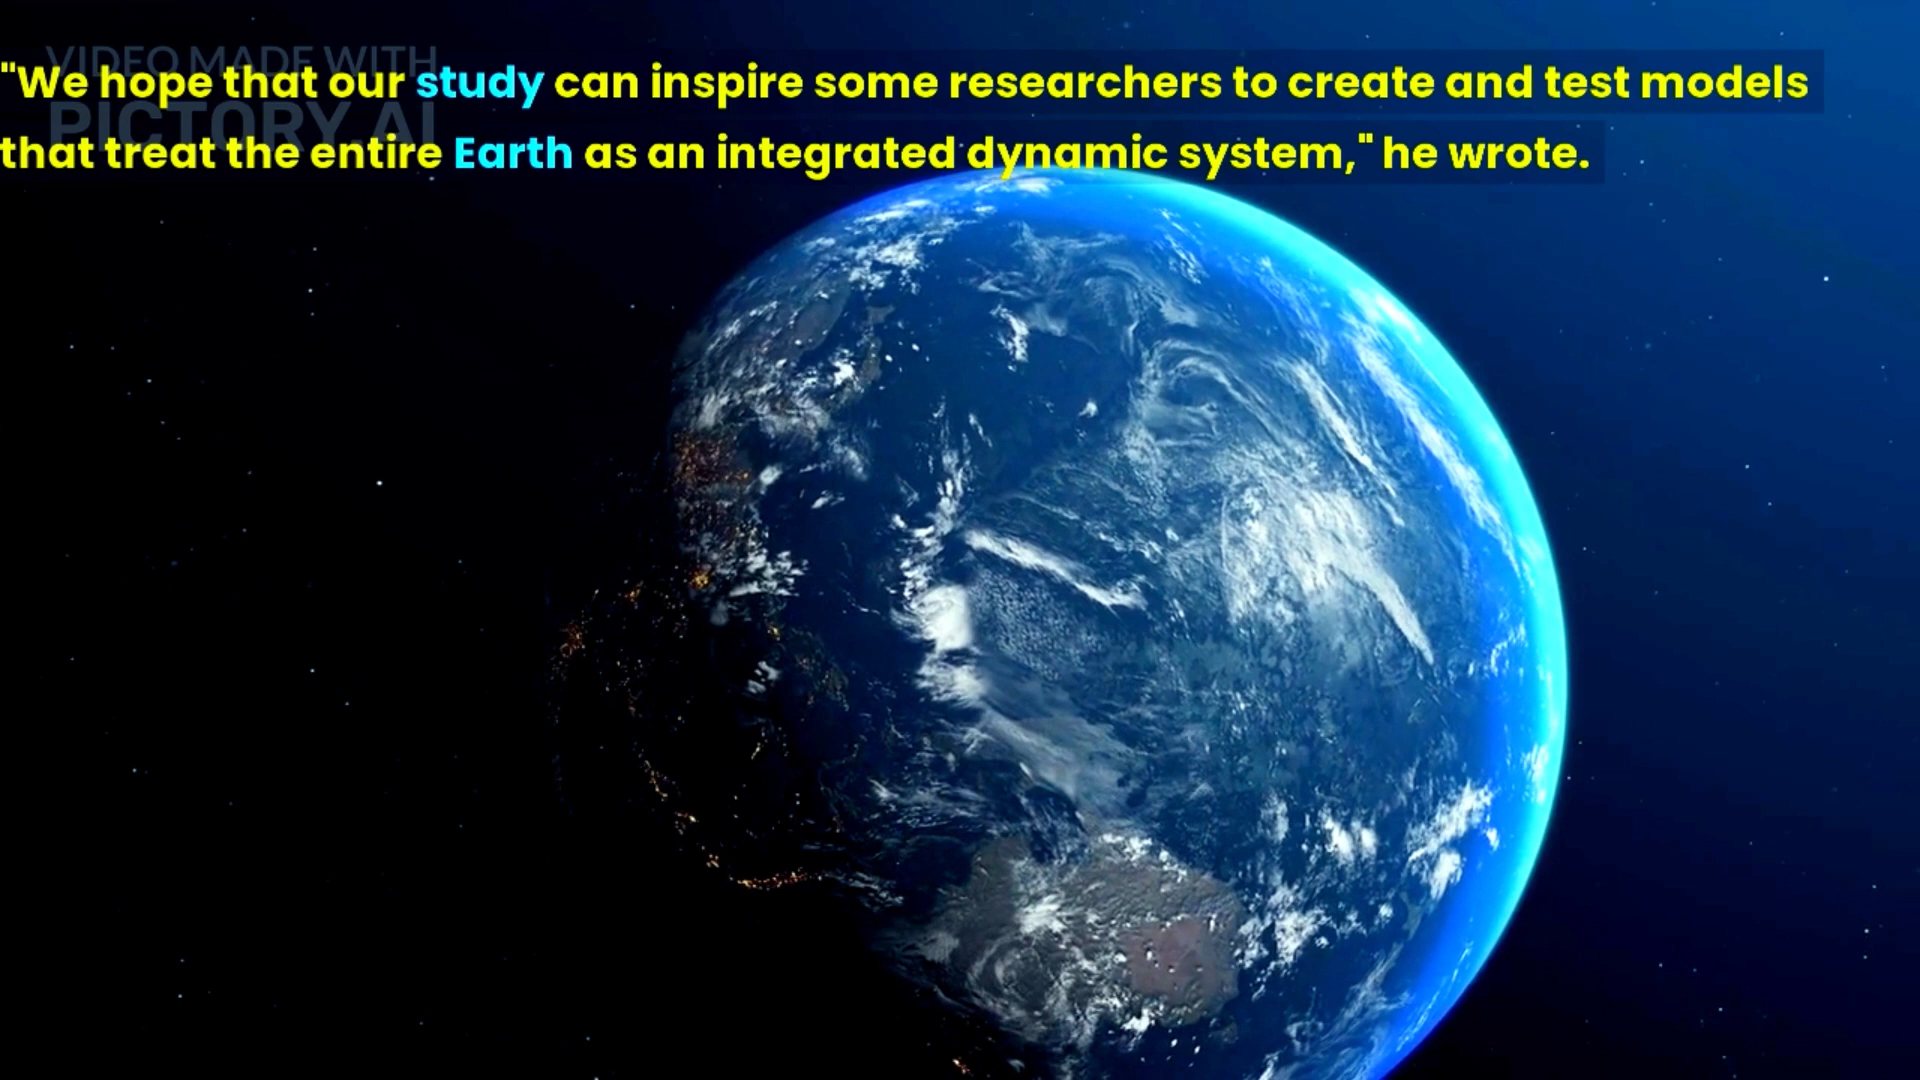 VIDEO MADE WITH
PICTORY.AI
"We hope that our study can inspire some researchers to create and test models
that treat the entire Earth as an integrated dynamic system," he wrote.